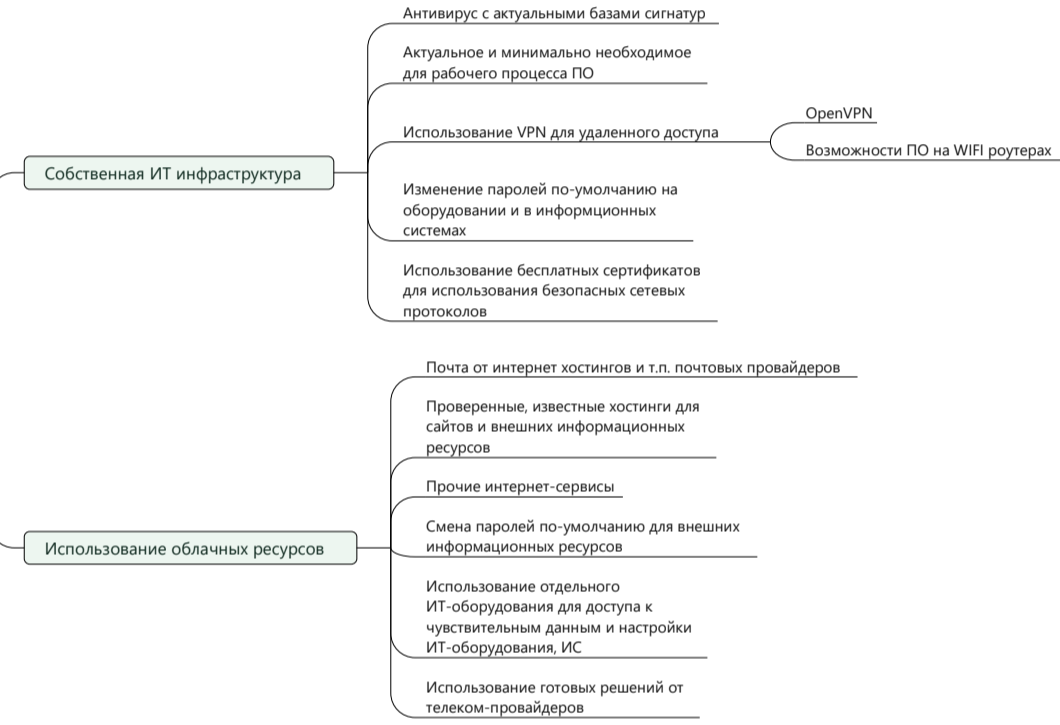 Собственная ИТ инфраструктура
Антивирус с актуальными базами сигнатур
Актуальное и минимально необходимое
для рабочего процесса ПО
Использование VPN для удаленного доступа
OpenVPN
Возможности ПО на WIFI роутерах
Изменение паролей по-умолчанию на
оборудовании и в информционных
системах
Использование бесплатных сертификатов
для использования безопасных сетевых
протоколов
Использование облачных ресурсов
Почта от интернет хостингов и т.п. почтовых провайдеров
Проверенные, известные хостинги для
сайтов и внешних информационных
ресурсов
Прочие интернет-сервисы
Смена паролей по-умолчанию для внешних
информационных ресурсов
Использование отдельного
ИТ-оборудования для доступа к
чувствительным данным и настройки
ИТ-оборудования, ИС
Использование готовых решений от
телеком-провайдеров